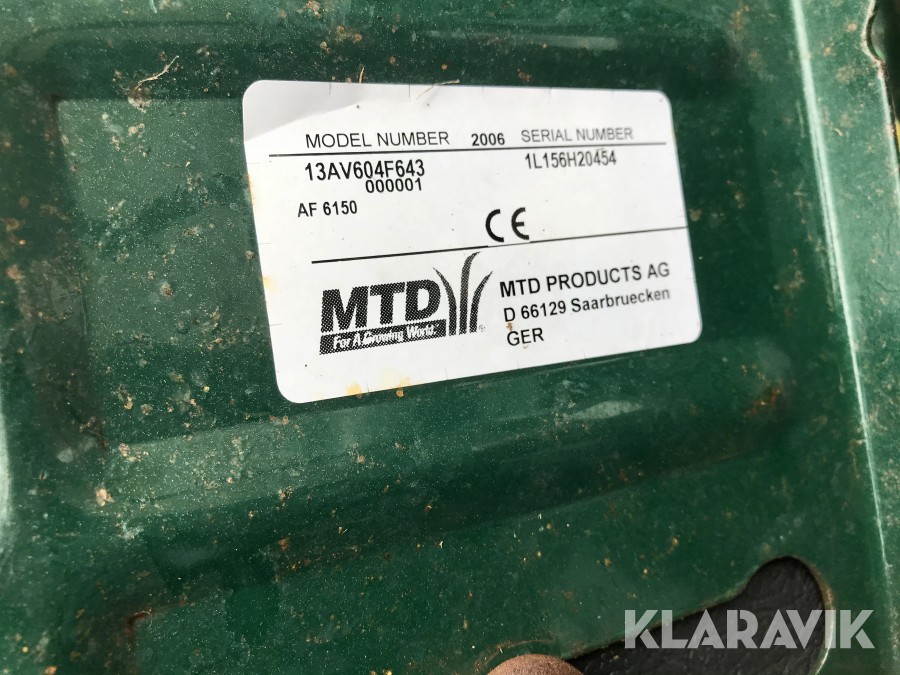 MODEL NUMBER 2006 SERIAL NUMBER
13AV604F643 1L156H20454
000001
AF 6150
CE
MTD
For A Growing World.
MTD PRODUCTS AG
D 66129 Saarbruecken
GER
KLARAVIK